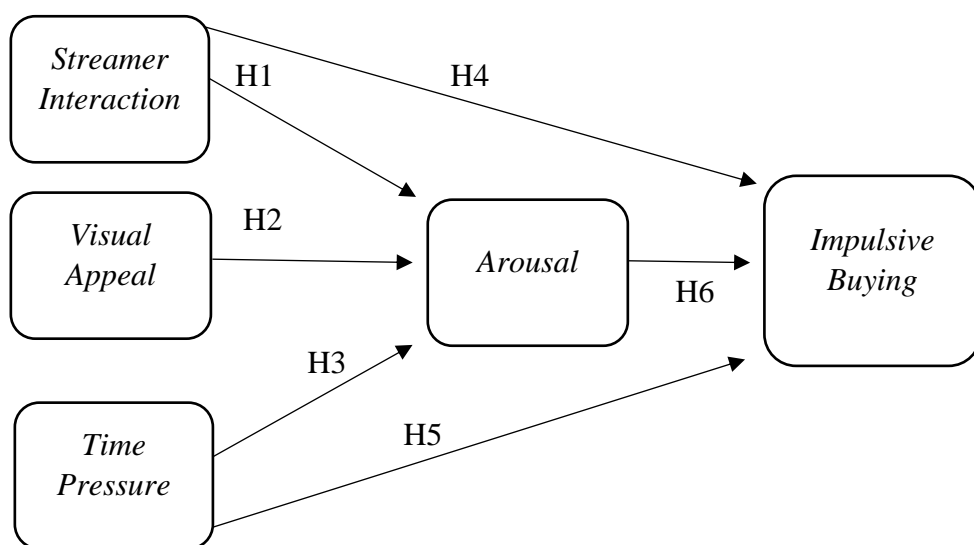 Streamer
Interaction
H1
H4
Visual
Appeal
H2
Arousal
H6
Impulsive
Buying
H3
Time
Pressure
H5